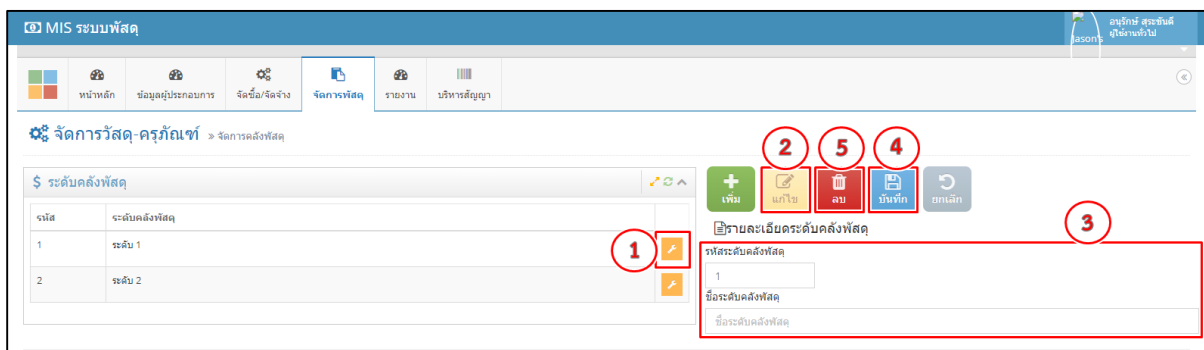 MIS ระบบพัสดุ
อนุรักษ์ สุระขันตี
ผู้ใช้งานทั่วไป
Jason's
หน้าหลัก
ข้อมูลผู้ประกอบการ
จัดซื้อ/จัดจ้าง
จัดการพัสดุ
รายงาน
บริหารสัญญา
จัดการวัสดุ-ครุภัณฑ์ » จัดการคลังพัสดุ
2 5 4
$ ระดับคลังพัสดุ
เพิ่ม แก้ไข ลบ บันทึก ยกเลิก
รหัส ระดับคลังพัสดุ
รายละเอียดระดับคลังพัสดุ
3
1 ระดับ 1
1
รหัสระดับคลังพัสดุ
1
2 ระดับ 2
ชื่อระดับคลังพัสดุ
ชื่อระดับคลังพัสดุ